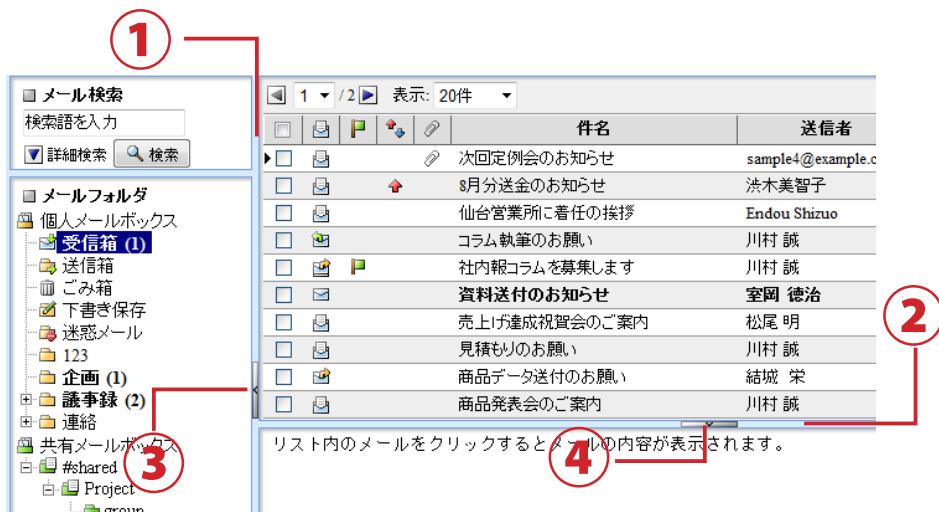 1
メール検索
検索語を入力
詳細検索 検索
メールフォルダ
個人メールボックス
受信箱 (1)
送信箱
ごみ箱
下書き保存
迷惑メール
123
企画 (1)
議事録 (2)
連絡
共有メールボックス
#shared
Project
group
1 /2 表示: 20件
件名 送信者
次回定例会のお知らせ sample4@example.c
8月分送金のお知らせ 渋木美智子
仙台営業所に着任の挨拶 Endou Shizuo
コラム執筆のお願い 川村 誠
社内報コラムを募集します 川村 誠
資料送付のお知らせ 室岡 徳治
売上げ達成祝賀会のご案内 松尾 明
見積もりのお願い 川村 誠
商品データ送付のお願い 結城 栄
商品発表会のご案内 川村 誠
リスト内のメールをクリックするとメールの内容が表示されます。
2
3
4